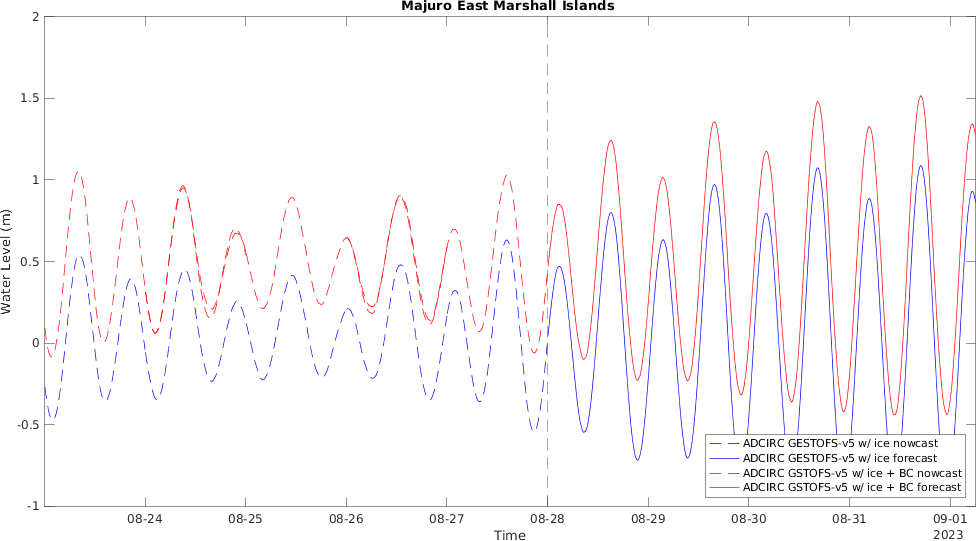 Majuro East Marshall Islands
2
1.5
1
0.5
0
-0.5
-1
Water Level (m)
08-24 08-25 08-26 08-27 08-28 08-29 08-30 08-31 09-01
2023
Time
ADCIRC GESTOFS-v5 w/ ice nowcast
ADCIRC GESTOFS-v5 w/ ice forecast
ADCIRC GSTOFS-v5 w/ ice + BC nowcast
ADCIRC GSTOFS-v5 w/ ice + BC forecast